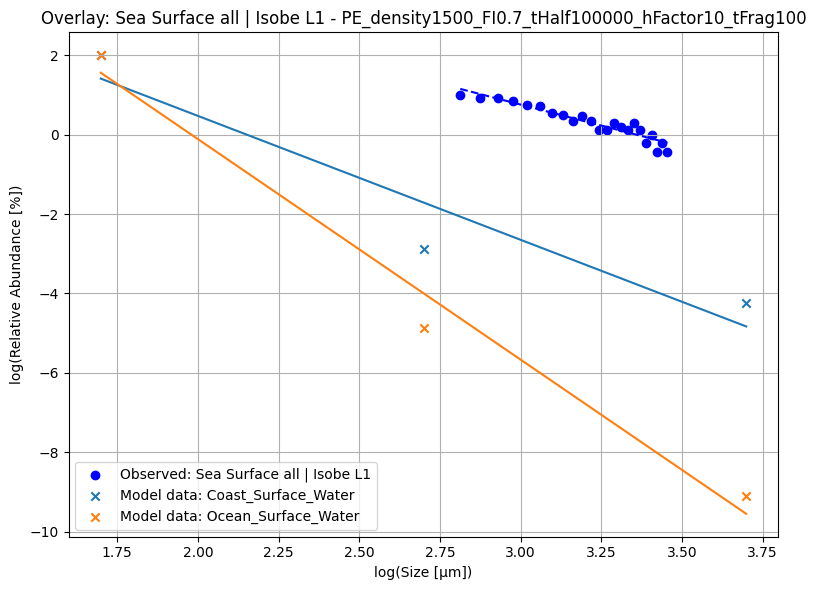 Overlay: Sea Surface all | Isobe L1 - PE_density1500_FI0.7_tHalf100000_hFactor10_tFrag100
log(Relative Abundance [%])
2
0
−2
−4
−6
−8
−10
Observed: Sea Surface all | Isobe L1
Model data: Coast_Surface_Water
Model data: Ocean_Surface_Water
1.75 2.00 2.25 2.50 2.75 3.00 3.25 3.50 3.75
log(Size [µm])